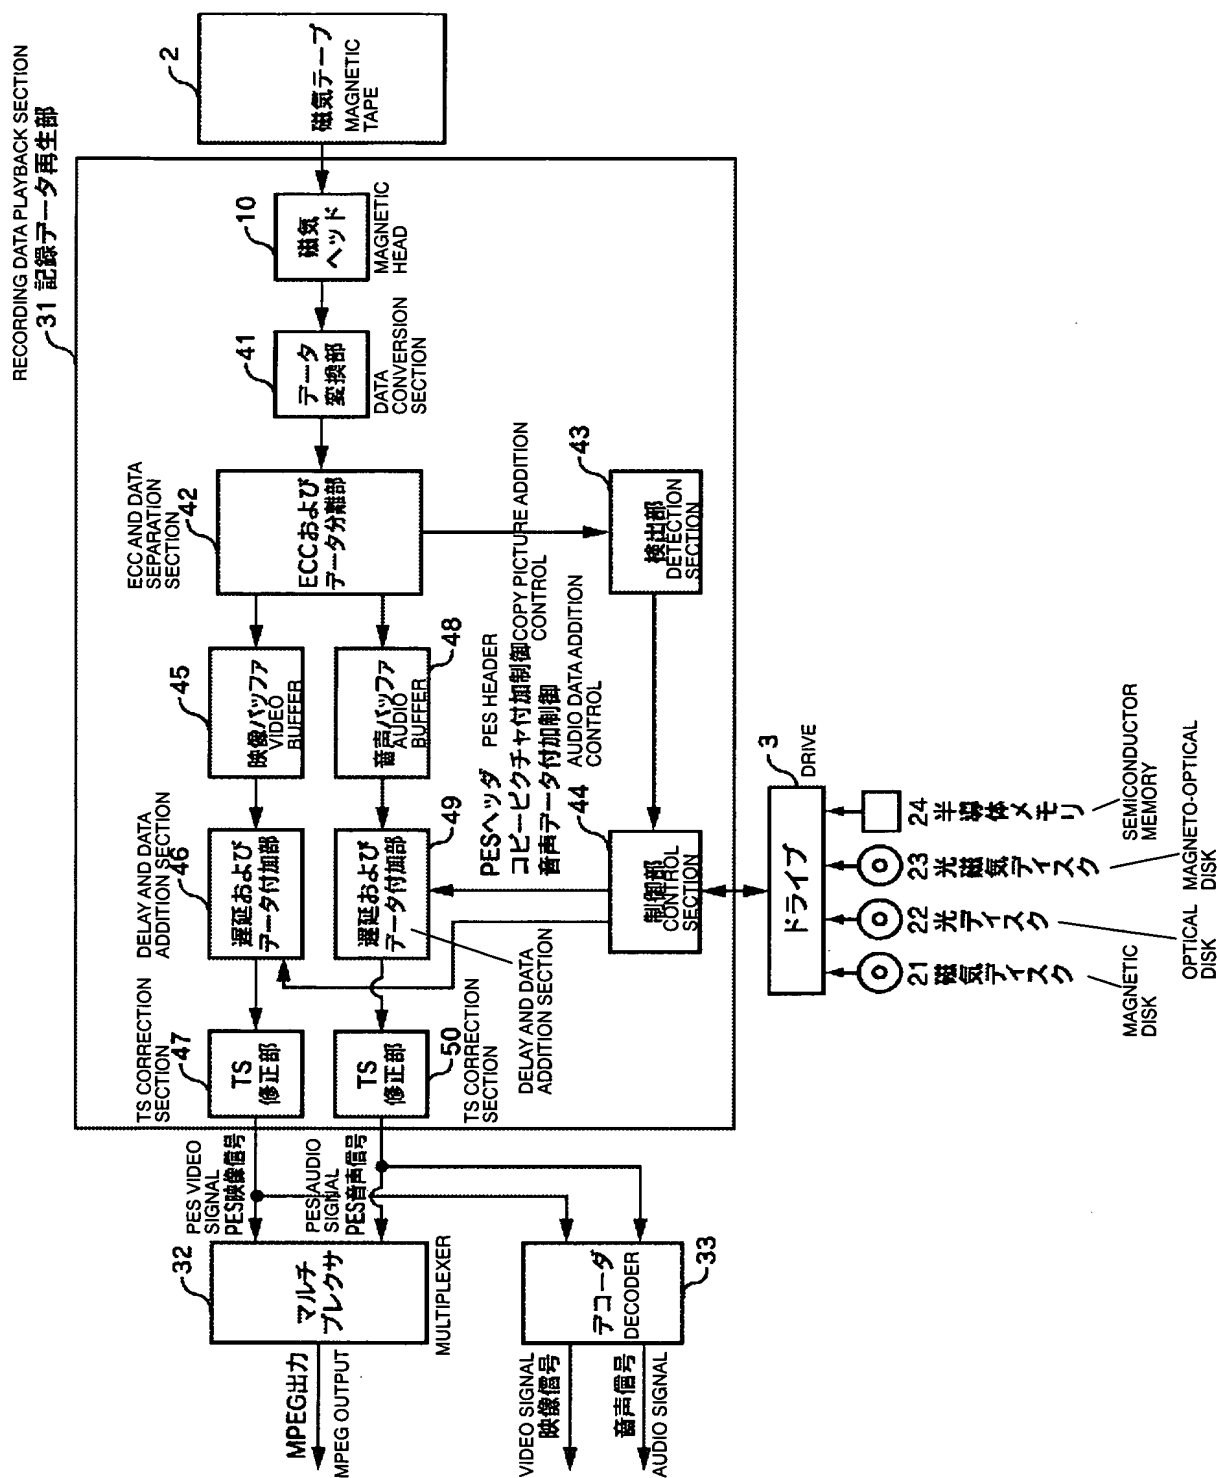 RECORDING DATA PLAYBACK SECTION
31 記録データ再生部
2
磁気テープ
MAGNETIC
TAPE
10
磁気
ヘッド
MAGNETIC
HEAD
41
データ
変換部
DATA
CONVERSION
SECTION
ECC AND DATA
SEPARATION
SECTION
42
ECCおよび
データ分離部
43
検出部
DETECTION
SECTION
45
映像バッファ
VIDEO
BUFFER
48
音声バッファ
AUDIO
BUFFER
PESヘッダ PES HEADER
コピーピクチャ付加制御 COPY PICTURE ADDITION
CONTROL
音声データ付加制御
AUDIO DATA ADDITION
CONTROL
44
制御部
CONTROL
SECTION
DELAY AND DATA
ADDITION SECTION
46
遅延および
データ付加部
49
遅延および
データ付加部
DELAY AND DATA
ADDITION SECTION
TS CORRECTION
SECTION
47
TS
修正部
50
TS
修正部
TS CORRECTION
SECTION
3
DRIVE
ドライブ
24 半導体メモリ
SEMICONDUCTOR
MEMORY
23 光磁気ディスク
MAGNETO-OPTICAL
DISK
22 光ディスク
OPTICAL
DISK
21 磁気ディスク
MAGNETIC
DISK
PES VIDEO
SIGNAL
PES映像信号
PES AUDIO
SIGNAL
PES音声信号
32
マルチ
プレクサ
MULTIPLEXER
33
デコーダ
DECODER
MPEG出力
MPEG OUTPUT
VIDEO SIGNAL
映像信号
音声信号
AUDIO SIGNAL